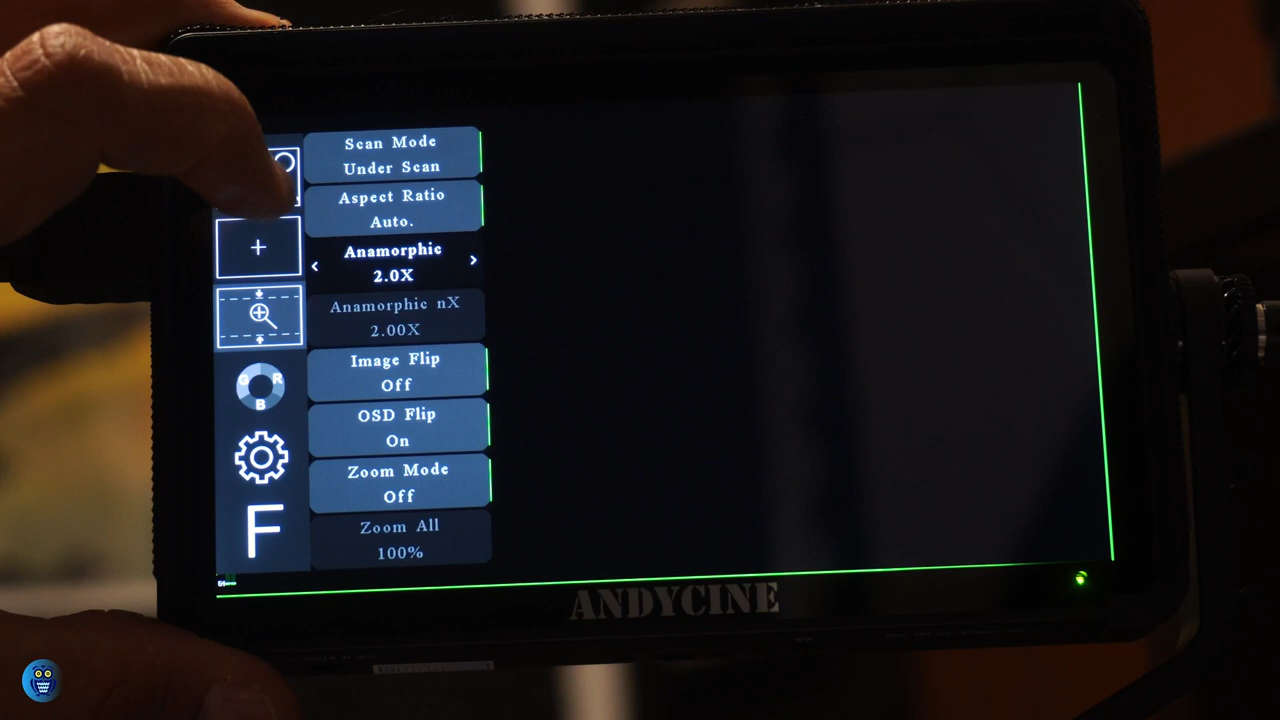 Scan Mode
Under Scan
Aspect Ratio
Auto.
Anamorphic
2.0X
Anamorphic nX
2.00X
Image Flip
Off
OSD Flip
On
Zoom Mode
Off
Zoom All
100%
G R
B
F
ANDYCINE